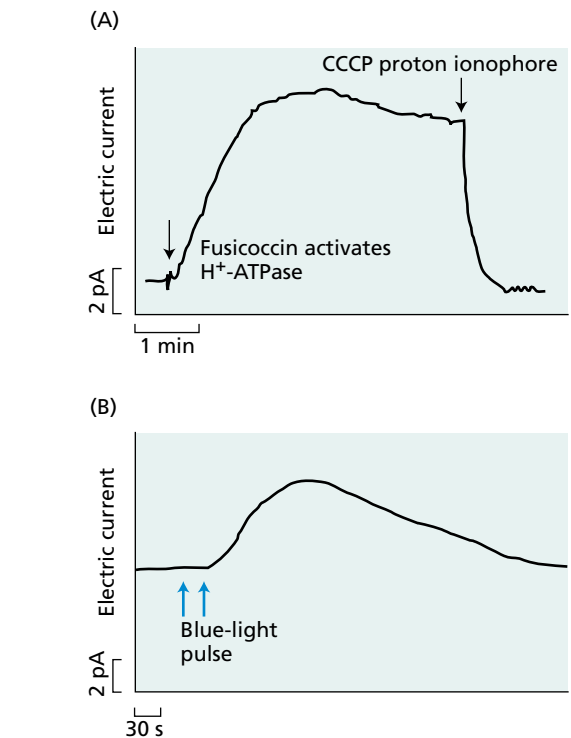 (A)
CCCP proton ionophore
Electric current
Fusicoccin activates
H⁺-ATPase
2 pA
1 min
(B)
Electric current
Blue-light
pulse
2 pA
30 s